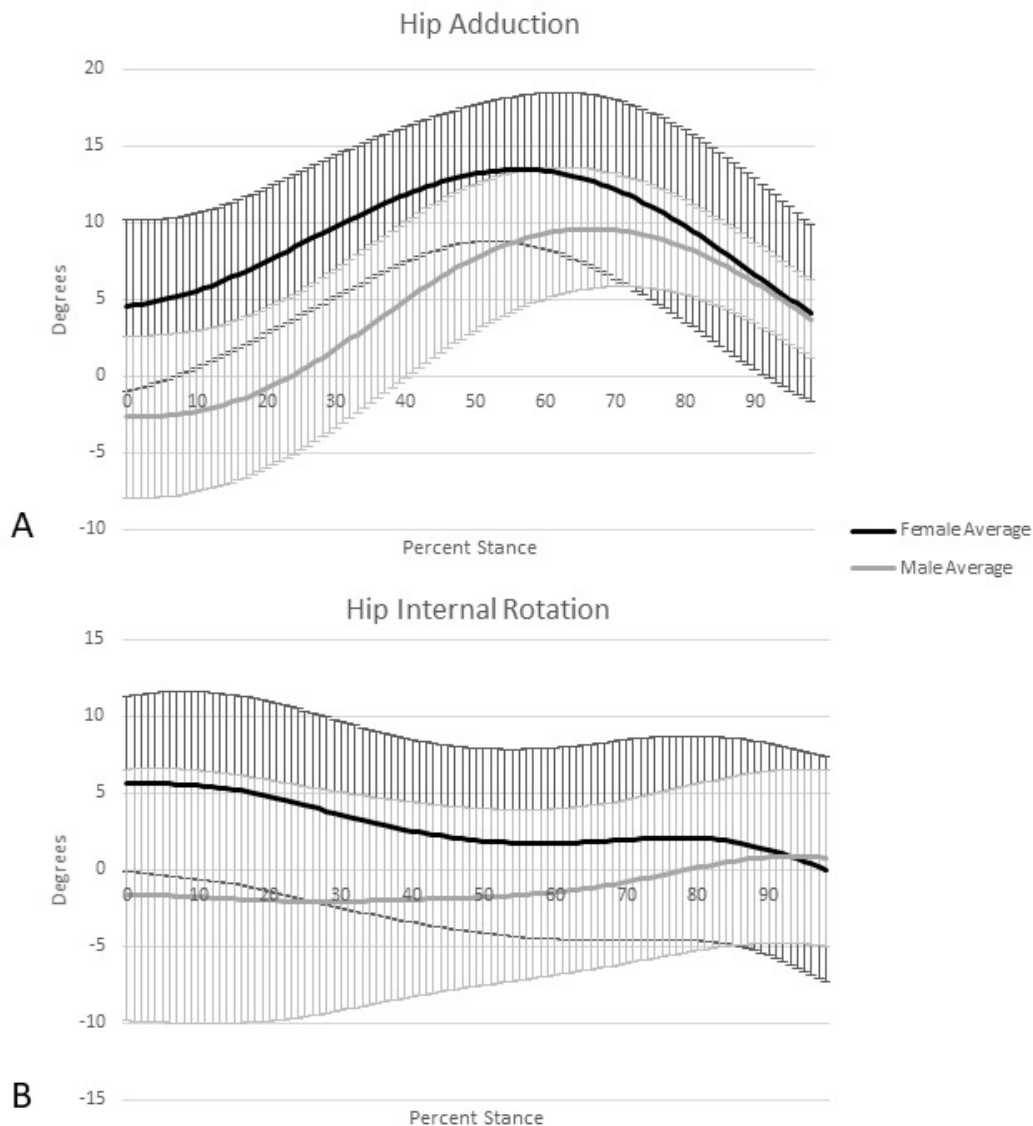 Hip Adduction
20
15
10
5
0
-5
-10
Degrees
0 10 20 30 40 50 60 70 80 90
Percent Stance
A
Female Average
Male Average
Hip Internal Rotation
15
10
5
0
-5
-10
-15
Degrees
0 10 20 30 40 50 60 70 80 90
Percent Stance
B